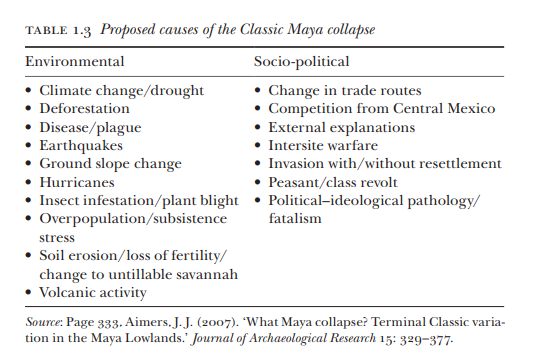 TABLE 1.3 Proposed causes of the Classic Maya collapse
Environmental Socio-political
• Climate change/drought • Change in trade routes
• Deforestation • Competition from Central Mexico
• Disease/plague • External explanations
• Earthquakes • Intersite warfare
• Ground slope change • Invasion with/without resettlement
• Hurricanes • Peasant/class revolt
• Insect infestation/plant blight • Political–ideological pathology/
• Overpopulation/subsistence fatalism
stress
• Soil erosion/loss of fertility/
change to untillable savannah
• Volcanic activity
Source: Page 333, Aimers, J. J. (2007). ‘What Maya collapse? Terminal Classic varia-
tion in the Maya Lowlands.’ Journal of Archaeological Research 15: 329–377.